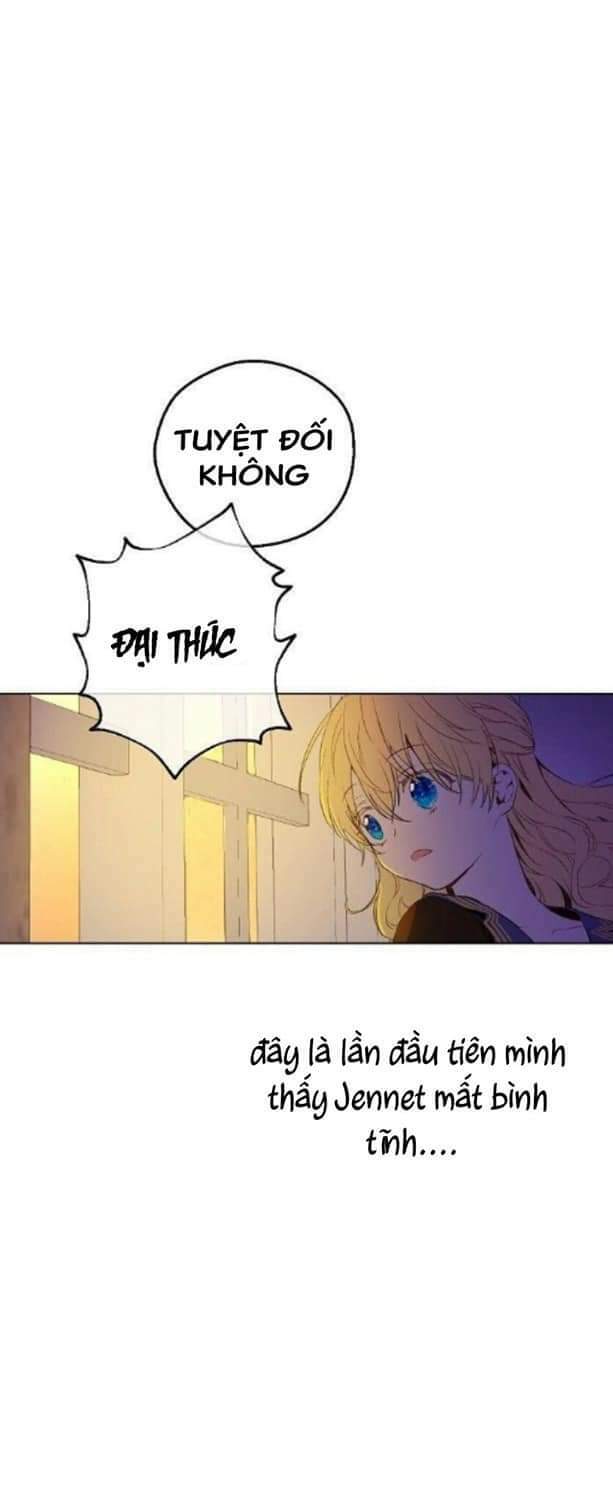 TUYỆT ĐỐI
KHÔNG
ĐẠI THÚC
đây là lần đầu tiên mình
thấy Jennet mất bình
tĩnh....